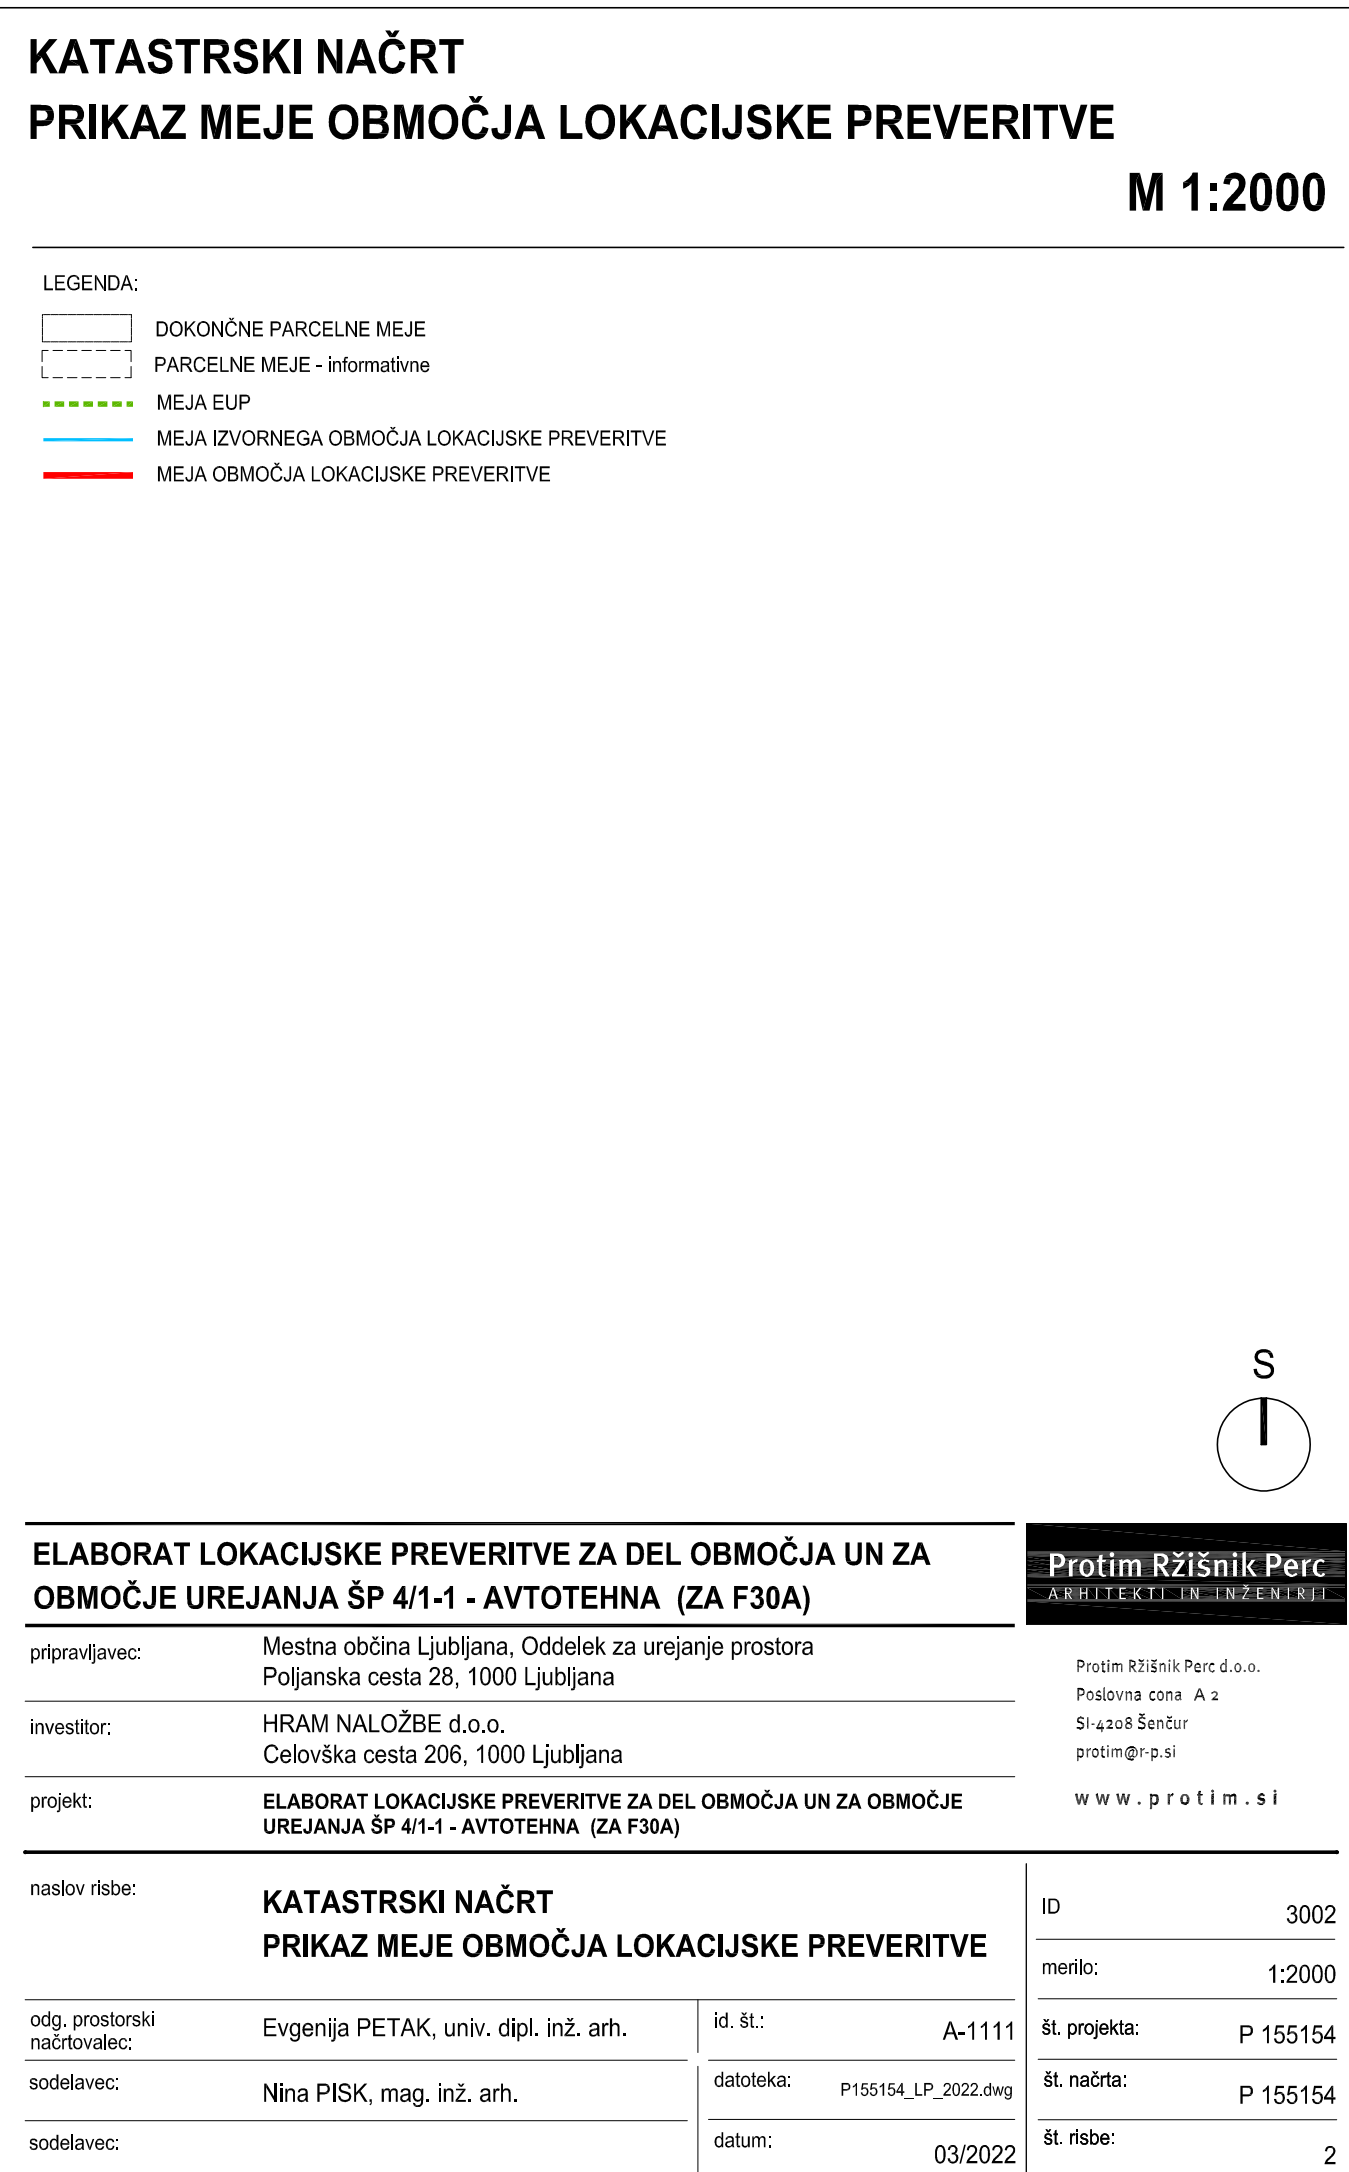 KATASTRSKI NAČRT
PRIKAZ MEJE OBMOČJA LOKACIJSKE PREVERITVE
M 1:2000
LEGENDA:
DOKONČNE PARCELNE MEJE
PARCELNE MEJE - informativne
MEJA EUP
MEJA IZVORNEGA OBMOČJA LOKACIJSKE PREVERITVE
MEJA OBMOČJA LOKACIJSKE PREVERITVE
S
ELABORAT LOKACIJSKE PREVERITVE ZA DEL OBMOČJA UN ZA
OBMOČJE UREJANJA ŠP 4/1-1 - AVTOTEHNA (ZA F30A)
Protim Ržišnik Perc
ARHITEKTI IN INŽENIRJI
pripravljavec:
Mestna občina Ljubljana, Oddelek za urejanje prostora
Poljanska cesta 28, 1000 Ljubljana
investitor:
HRAM NALOŽBE d.o.o.
Celovška cesta 206, 1000 Ljubljana
projekt:
ELABORAT LOKACIJSKE PREVERITVE ZA DEL OBMOČJA UN ZA OBMOČJE
UREJANJA ŠP 4/1-1 - AVTOTEHNA (ZA F30A)
Protim Ržišnik Perc d.o.o.
Poslovna cona A 2
SI-4208 Šenčur
protim@r-p.si
www.protim.si
naslov risbe:
KATASTRSKI NAČRT
PRIKAZ MEJE OBMOČJA LOKACIJSKE PREVERITVE
ID 3002
merilo: 1:2000
odg. prostorski
načrtovalec:
Evgenija PETAK, univ. dipl. inž. arh.
id. št.: A-1111
št. projekta: P 155154
sodelavec: Nina PISK, mag. inž. arh.
datoteka: P155154_LP_2022.dwg
št. načrta: P 155154
sodelavec:
datum: 03/2022
št. risbe: 2